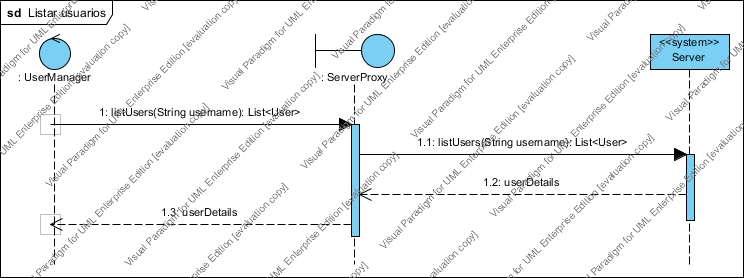 sd Listar usuarios
<<system>>
Server
: UserManager
: ServerProxy
1: listUsers(String username): List<User>
1.1: listUsers(String username): List<User>
1.2: userDetails
1.3: userDetails
Visual Paradigm for UML Enterprise Edition [evaluation copy]